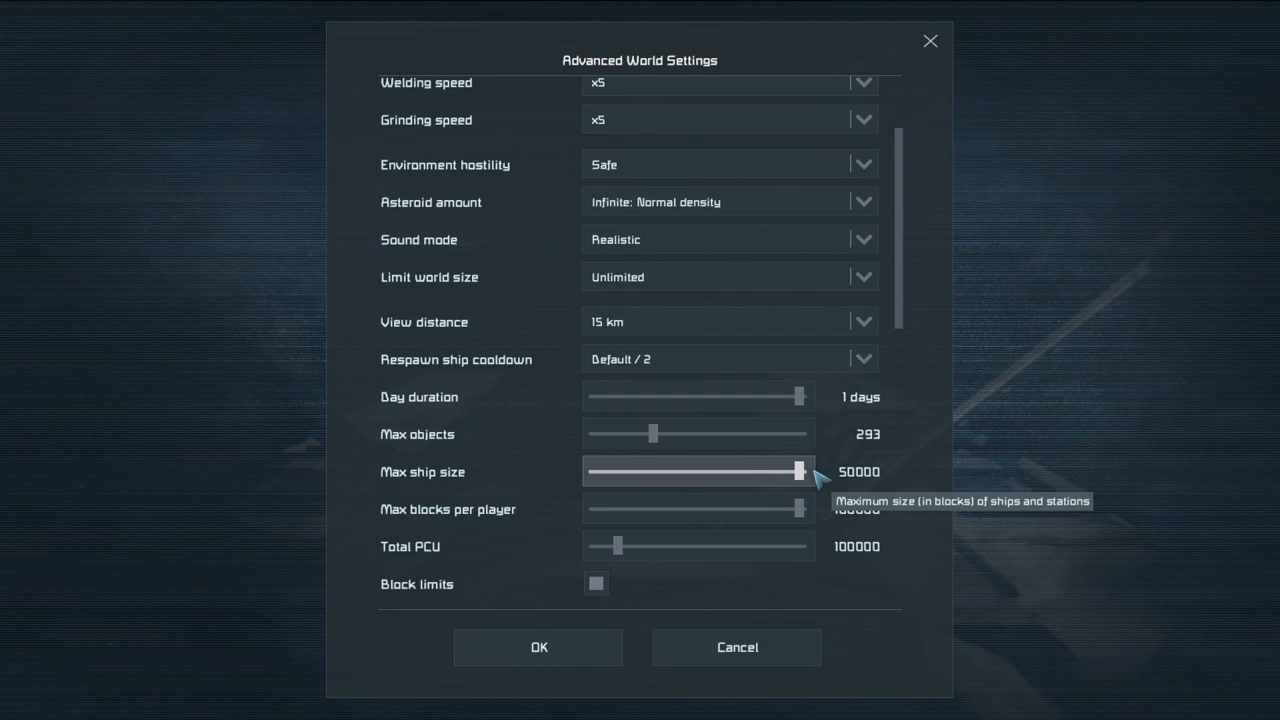 Advanced World Settings
Welding speed x5
Grinding speed x5
Environment hostility Safe
Asteroid amount Infinite: Normal density
Sound mode Realistic
Limit world size Unlimited
View distance 15 km
Respawn ship cooldown Default / 2
Day duration 1 days
Max objects 293
Max ship size 50000
Maximum size (in blocks) of ships and stations
Max blocks per player 100000
Total PCU 100000
Block limits
OK Cancel